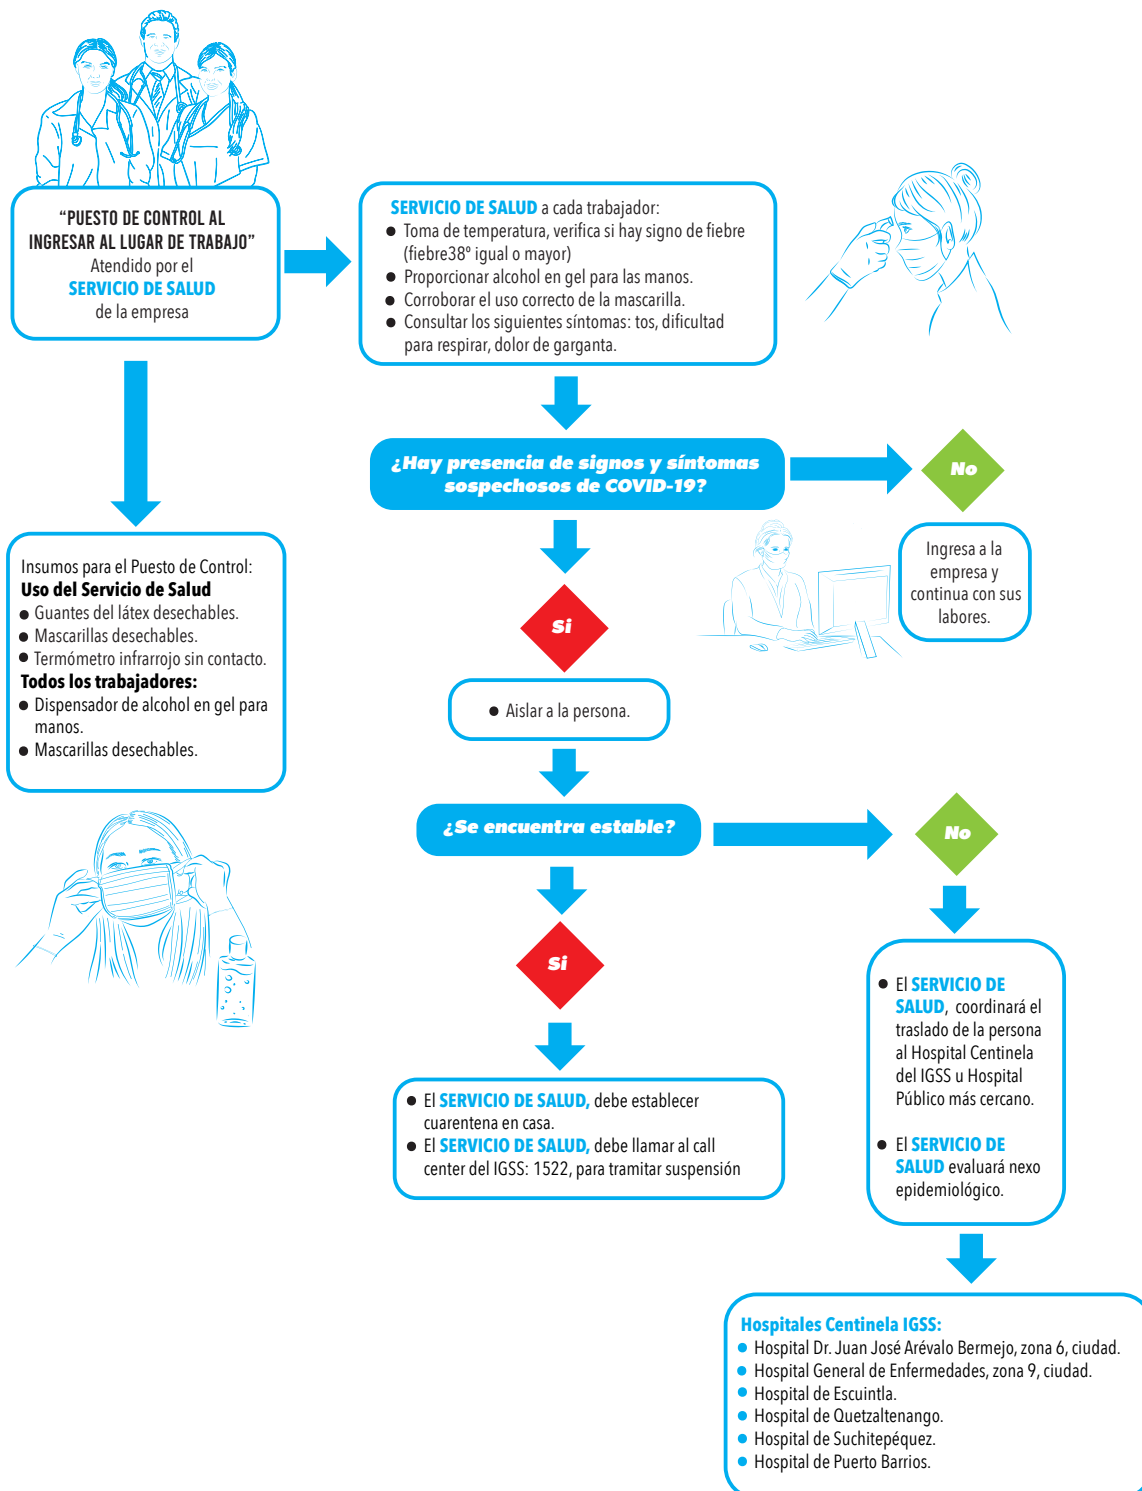 “PUESTO DE CONTROL AL
INGRESAR AL LUGAR DE TRABAJO”
Atendido por el
SERVICIO DE SALUD
de la empresa
SERVICIO DE SALUD a cada trabajador:
● Toma de temperatura, verifica si hay signo de fiebre
(fiebre38º igual o mayor)
● Proporcionar alcohol en gel para las manos.
● Corroborar el uso correcto de la mascarilla.
● Consultar los siguientes síntomas: tos, dificultad
para respirar, dolor de garganta.
¿Hay presencia de signos y síntomas
sospechosos de COVID-19?
No
Ingresa a la
empresa y
continua con sus
labores.
Insumos para el Puesto de Control:
Uso del Servicio de Salud
● Guantes del látex desechables.
● Mascarillas desechables.
● Termómetro infrarrojo sin contacto.
Todos los trabajadores:
● Dispensador de alcohol en gel para
manos.
● Mascarillas desechables.
Si
● Aislar a la persona.
¿Se encuentra estable?
No
Si
● El SERVICIO DE
SALUD, coordinará el
traslado de la persona
al Hospital Centinela
del IGSS u Hospital
Público más cercano.
● El SERVICIO DE
SALUD evaluará nexo
epidemiológico.
● El SERVICIO DE SALUD, debe establecer
cuarentena en casa.
● El SERVICIO DE SALUD, debe llamar al call
center del IGSS: 1522, para tramitar suspensión
Hospitales Centinela IGSS:
● Hospital Dr. Juan José Arévalo Bermejo, zona 6, ciudad.
● Hospital General de Enfermedades, zona 9, ciudad.
● Hospital de Escuintla.
● Hospital de Quetzaltenango.
● Hospital de Suchitepéquez.
● Hospital de Puerto Barrios.